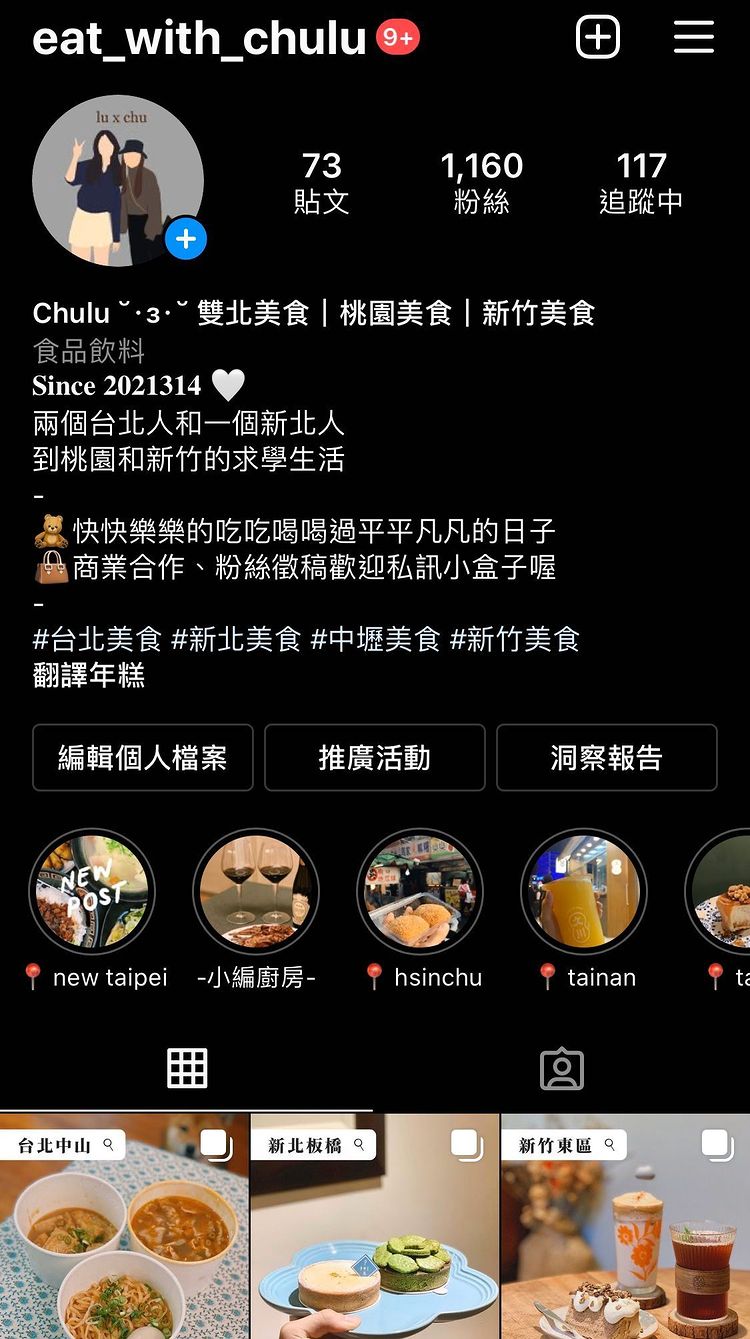 eat_with_chulu 9+
lu x chu
73 1,160 117
貼文 粉絲 追蹤中
Chulu ˘･з･˘ 雙北美食｜桃園美食｜新竹美食
食品飲料
Since 2021314 🤍
兩個台北人和一個新北人
到桃園和新竹的求學生活
-
🧸快快樂樂的吃吃喝喝過平平凡凡的日子
👜商業合作、粉絲徵稿歡迎私訊小盒子喔
-
#台北美食 #新北美食 #中壢美食 #新竹美食
翻譯年糕
編輯個人檔案 推廣活動 洞察報告
NEW
POST
📍 new taipei -小編廚房- 📍 hsinchu 📍 tainan 📍 ta
台北中山 新北板橋 新竹東區